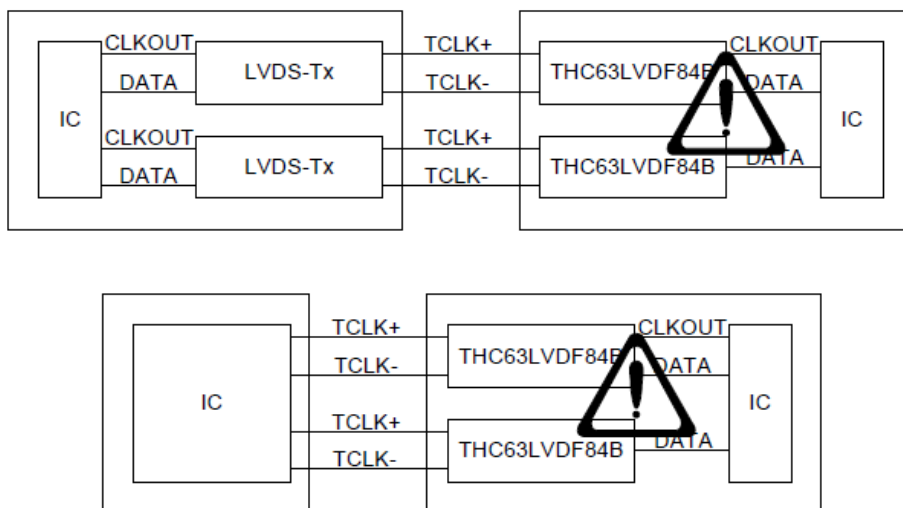 CLKOUT
TCLK+
CLKOUT
LVDS-Tx
THC63LVDF84B
DATA
TCLK-
DATA
IC
IC
CLKOUT
TCLK+
LVDS-Tx
THC63LVDF84B
DATA
DATA
TCLK-
TCLK+
CLKOUT
THC63LVDF84B
TCLK-
DATA
IC
IC
TCLK+
THC63LVDF84B
DATA
TCLK-